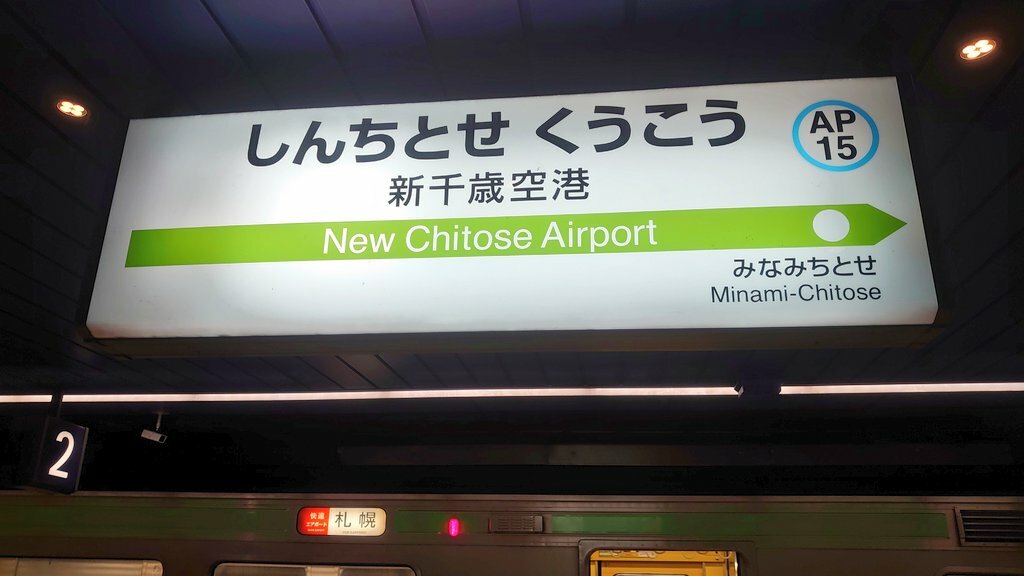 しんちとせ くうこう
AP
15
新千歳空港
New Chitose Airport
みなみちとせ
Minami-Chitose
2
快速
エアポート
札幌